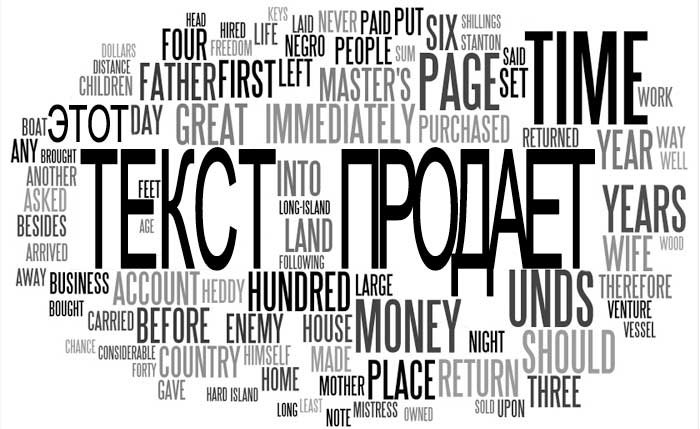 HEAD HIRED LIFE KEYS LAID NEVER PAID PUT SHILLINGS
FOUR FREEDOM NEGRO PEOPLE SUM SIX STANTON SAID TIME
DOLLARS DISTANCE CHILDREN FATHER FIRST LEFT MASTER'S PAGE SET WORK
BOAT ЭТОТ DAY GREAT IMMEDIATELY PURCHASED RETURNED YEAR WAY WELL
ANY BROUGHT ANOTHER ASKED BESIDES
ТЕКСТ ПРОДАЕТ
FEET AGE INTO LONG-ISLAND LAND FOLLOWING YEARS WIFE WOOD
ARRIVED AWAY BUSINESS ACCOUNT HEDDY HUNDRED LARGE UNDS THEREFORE
BOUGHT CARRIED BEFORE ENEMY HOUSE MONEY NIGHT VENTURE VESSEL
CHANCE CONSIDERABLE FORTY COUNTRY HIMSELF MADE SHOULD
GAVE HARD ISLAND HOME MOTHER PLACE RETURN THREE
LONG LEAST NOTE MISTRESS OWNED SOLD UPON